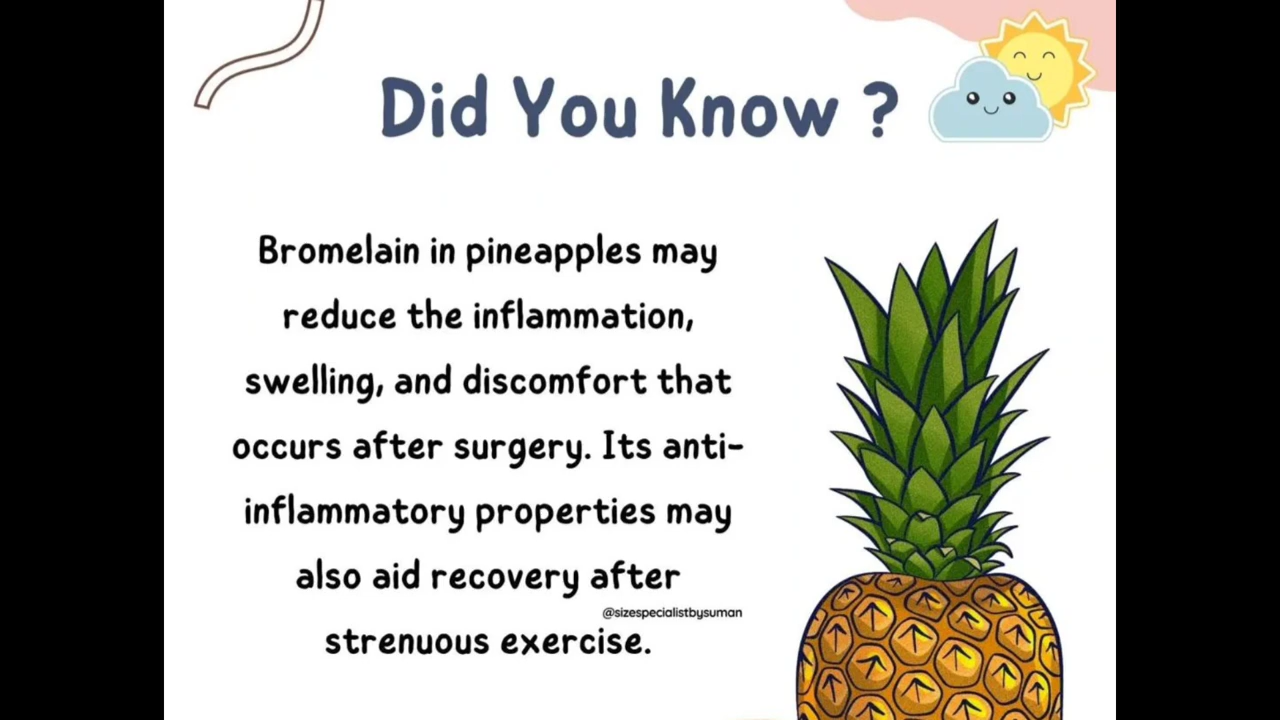 Did You Know ?
Bromelain in pineapples may
reduce the inflammation,
swelling, and discomfort that
occurs after surgery. Its anti-
inflammatory properties may
also aid recovery after
@sizespecialistbysuman
strenuous exercise.